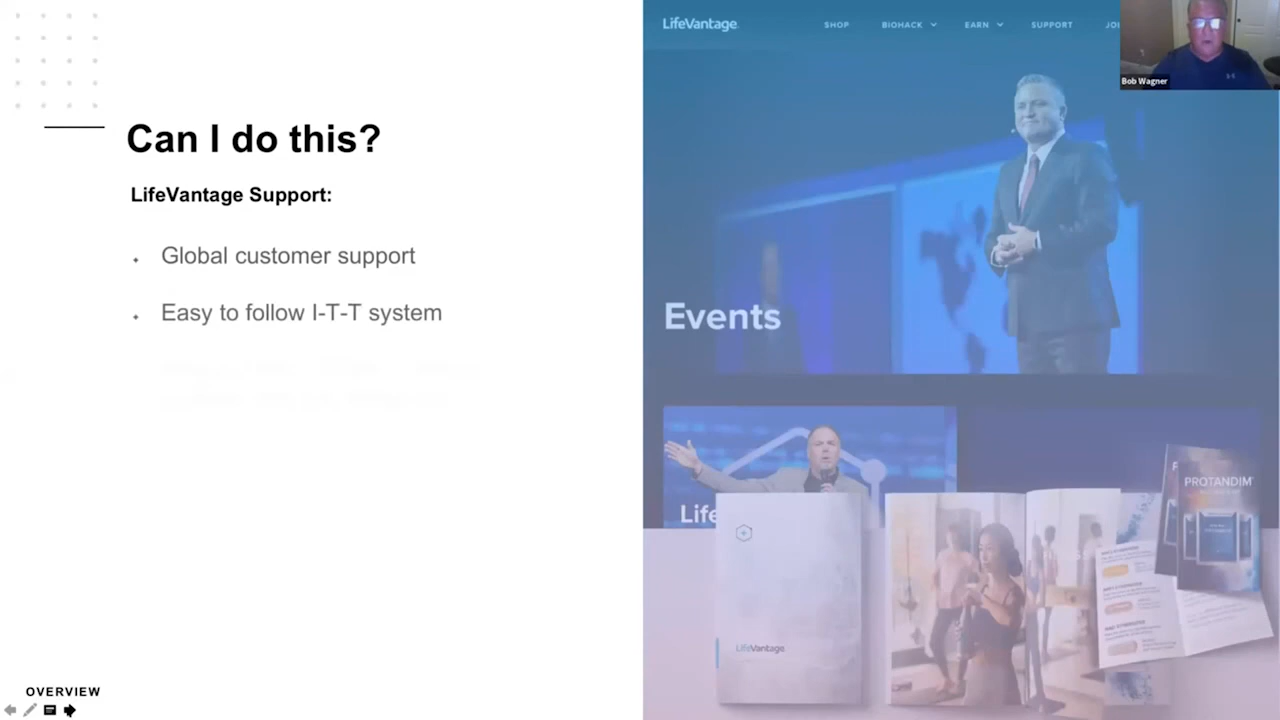 Can I do this?
LifeVantage Support:
Global customer support
Easy to follow I-T-T system
OVERVIEW
LifeVantage
SHOP
BIOHACK
EARN
SUPPORT
Bob Wagner
Events
PROTANDIM
LifeVantage